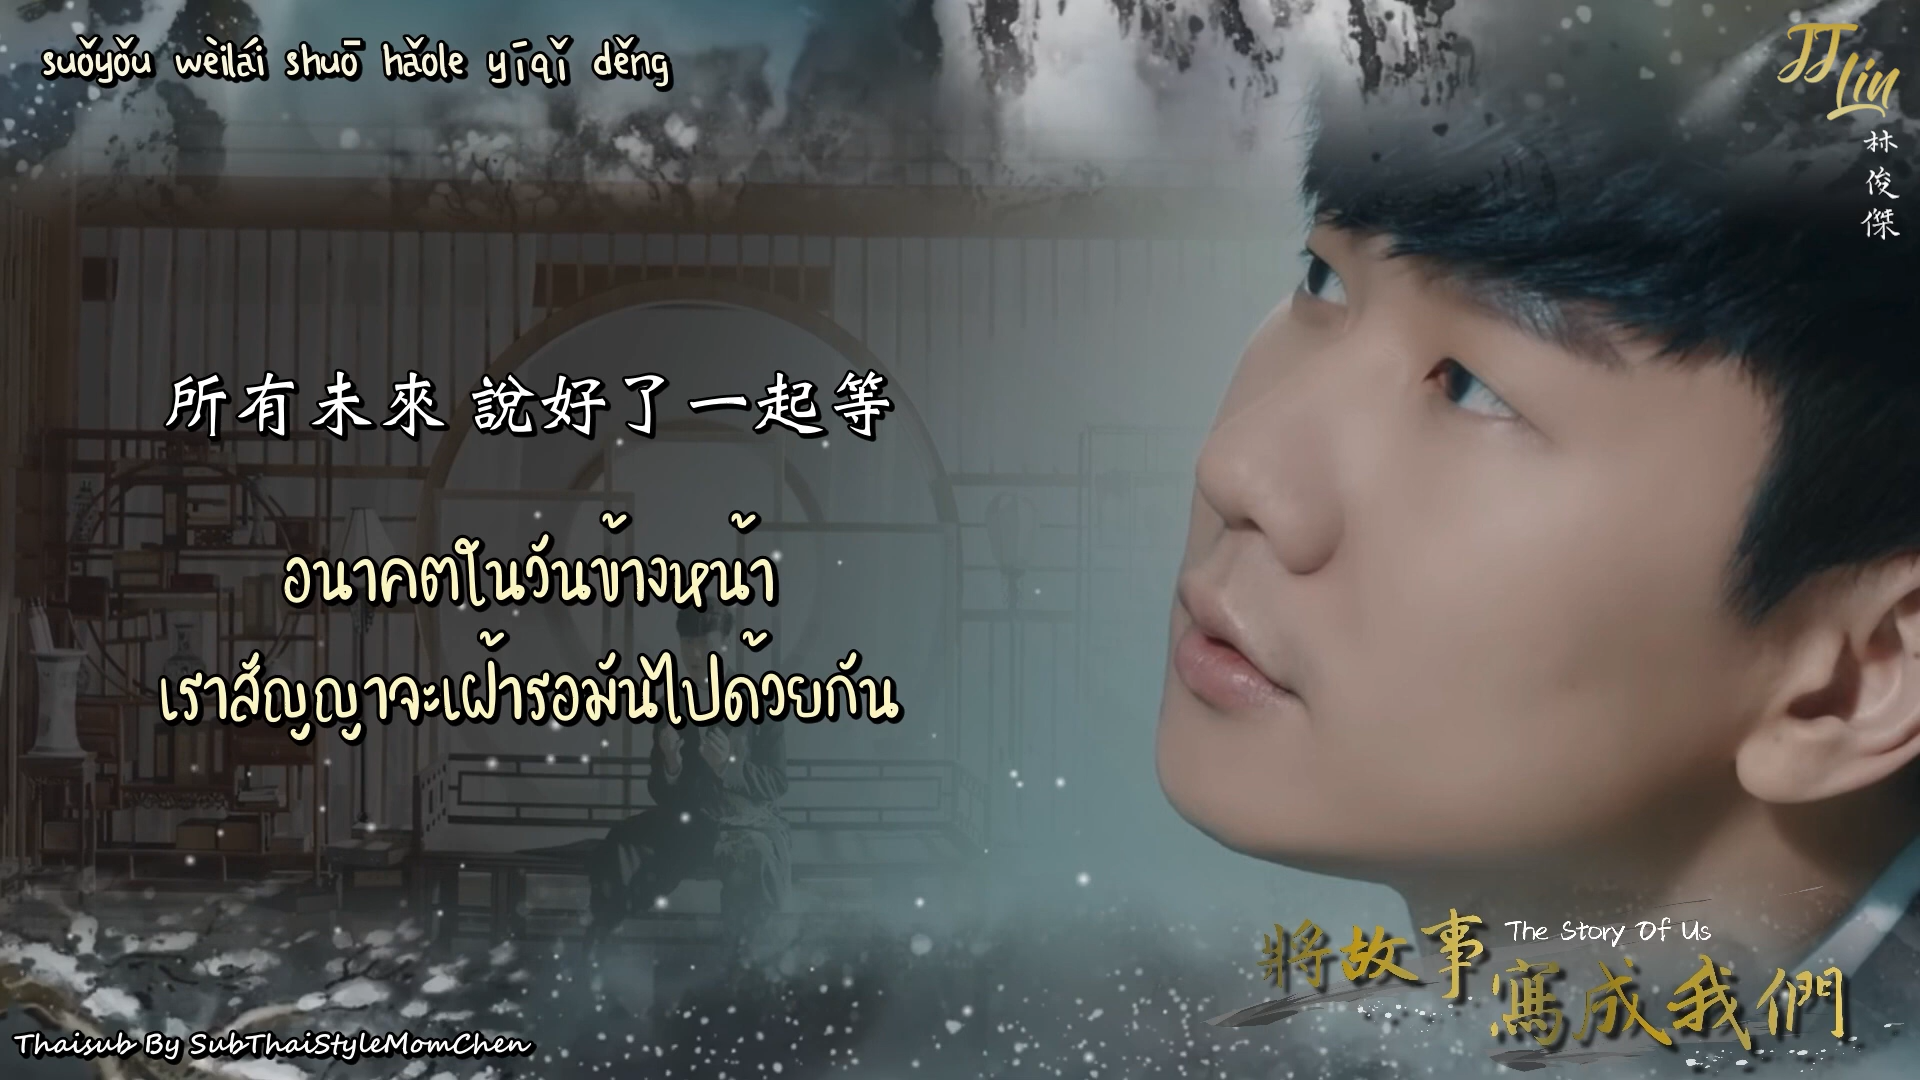 suǒyǒu wèilái shuō hǎole yīqǐ děng
JJ
Lin
林
俊
傑
所有未來 說好了一起等
อนาคตในวันข้างหน้า
เราสัญญาจะเฝ้ารอมันไปด้วยกัน
將故事 The Story Of Us
寫成我們
Thaisub By SubThaiStyleMomChen